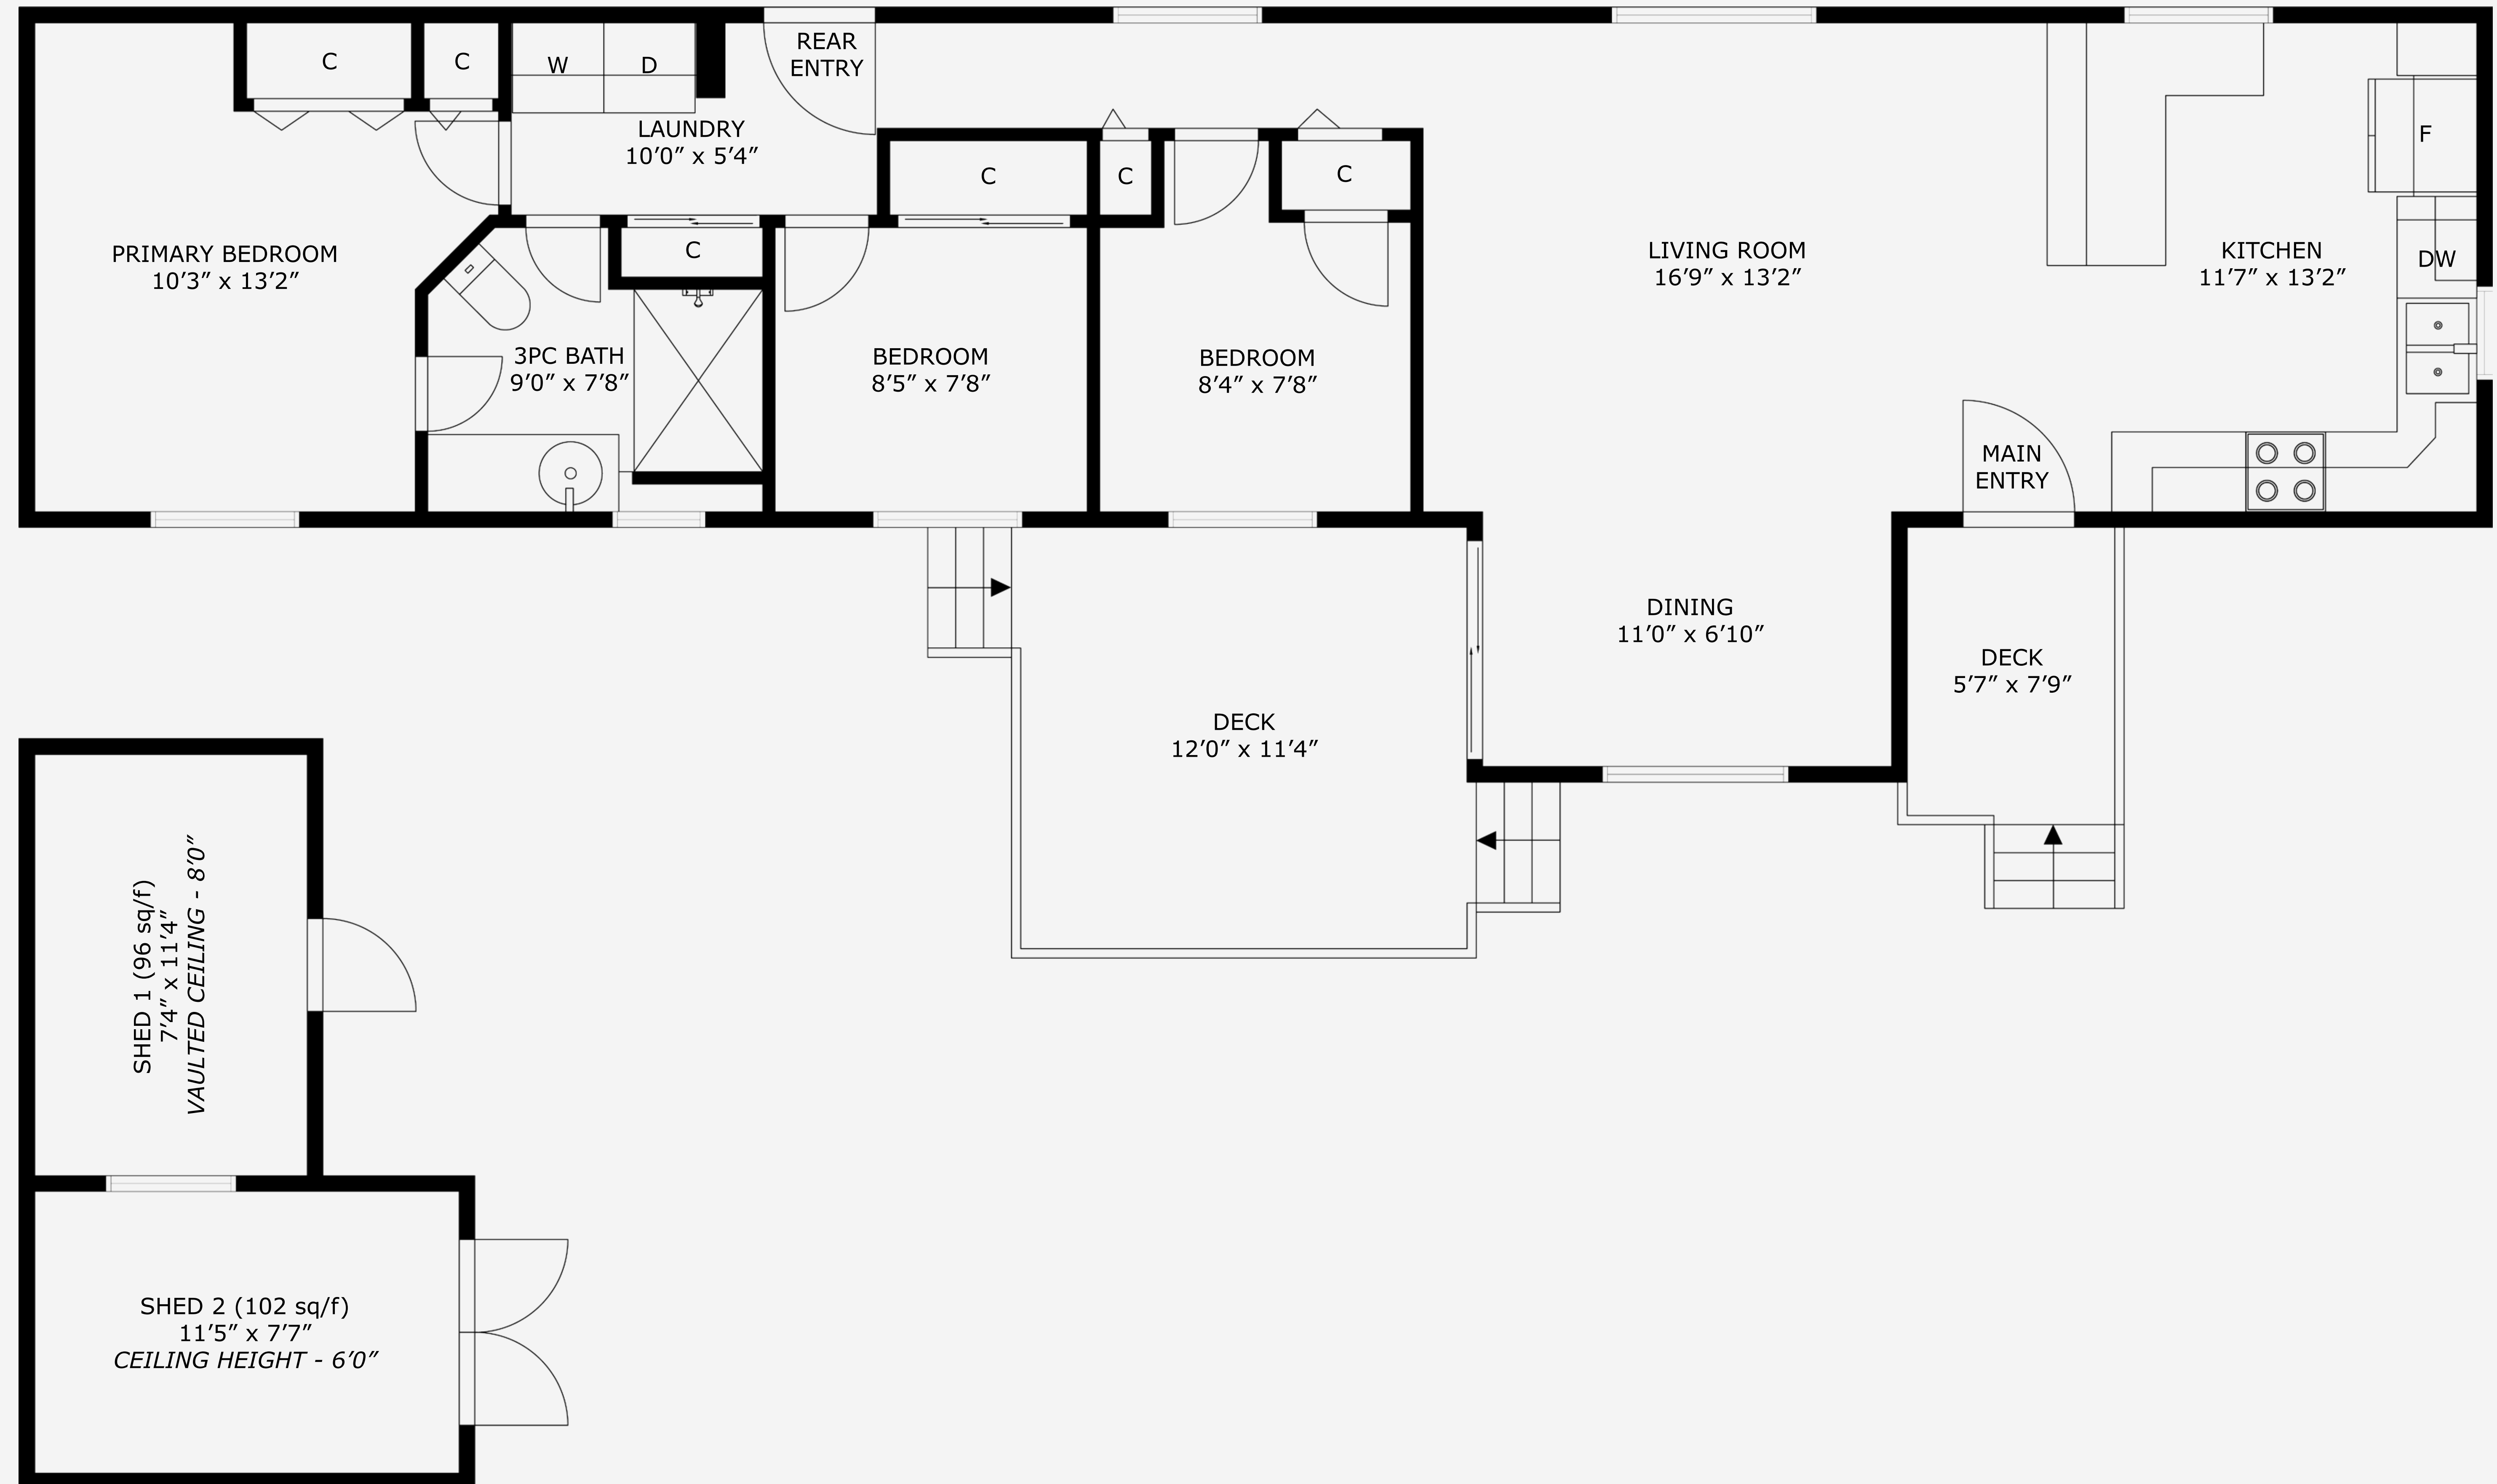 C
C
W
D
REAR
ENTRY
LAUNDRY
10′0″ x 5′4″
C
C
C
F
PRIMARY BEDROOM
10′3″ x 13′2″
C
LIVING ROOM
16′9″ x 13′2″
KITCHEN
11′7″ x 13′2″
DW
3PC BATH
9′0″ x 7′8″
BEDROOM
8′5″ x 7′8″
BEDROOM
8′4″ x 7′8″
MAIN
ENTRY
DINING
11′0″ x 6′10″
DECK
5′7″ x 7′9″
DECK
12′0″ x 11′4″
SHED 1 (96 sq/f)
7′4″ x 11′4″
VAULTED CEILING - 8′0″
SHED 2 (102 sq/f)
11′5″ x 7′7″
CEILING HEIGHT - 6′0″